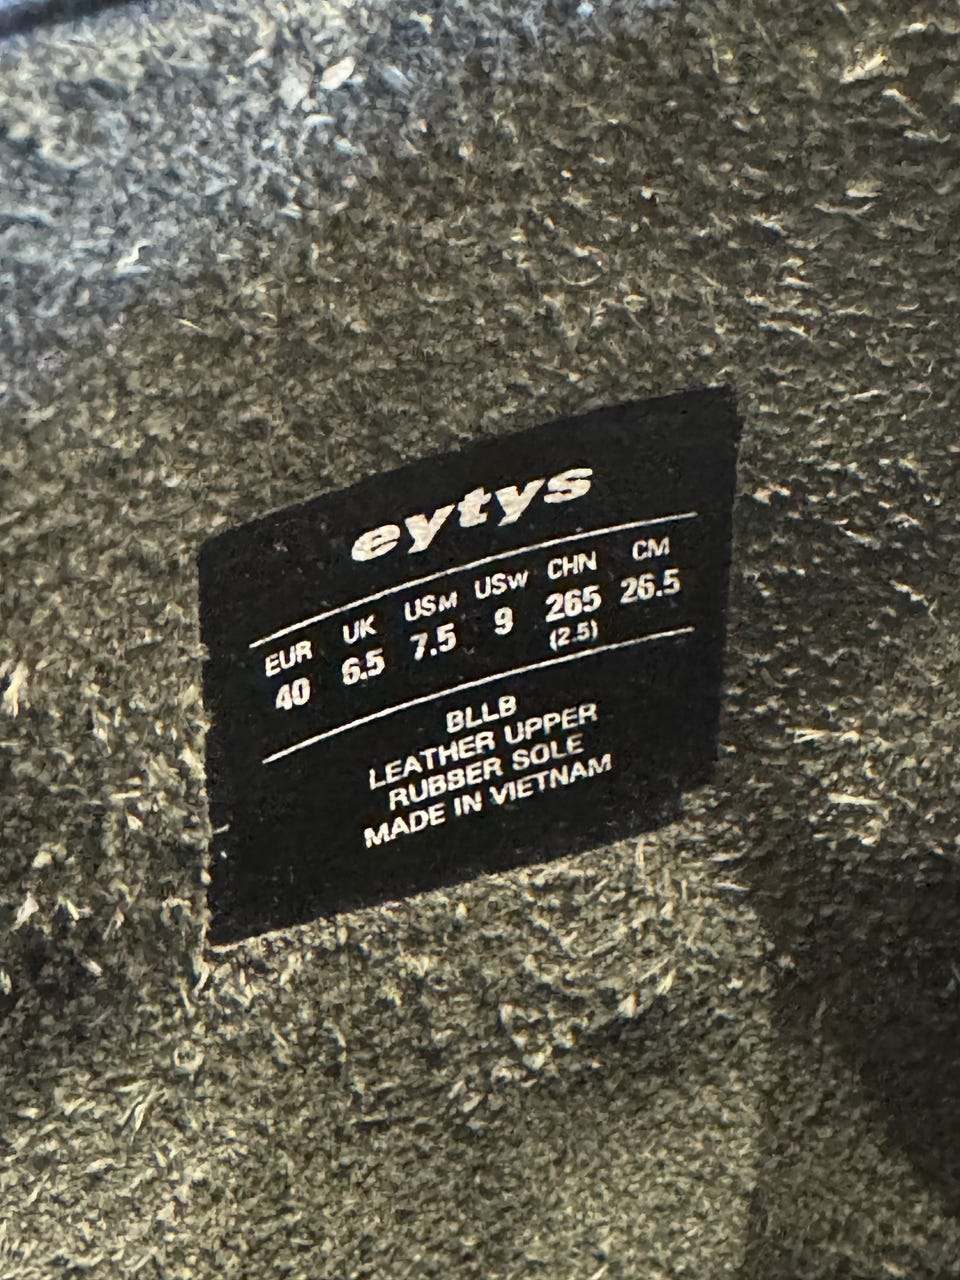 eytys
EUR UK USM USW CHN CM
40 6.5 7.5 9 265 26.5
(2.5)
BLLB
LEATHER UPPER
RUBBER SOLE
MADE IN VIETNAM